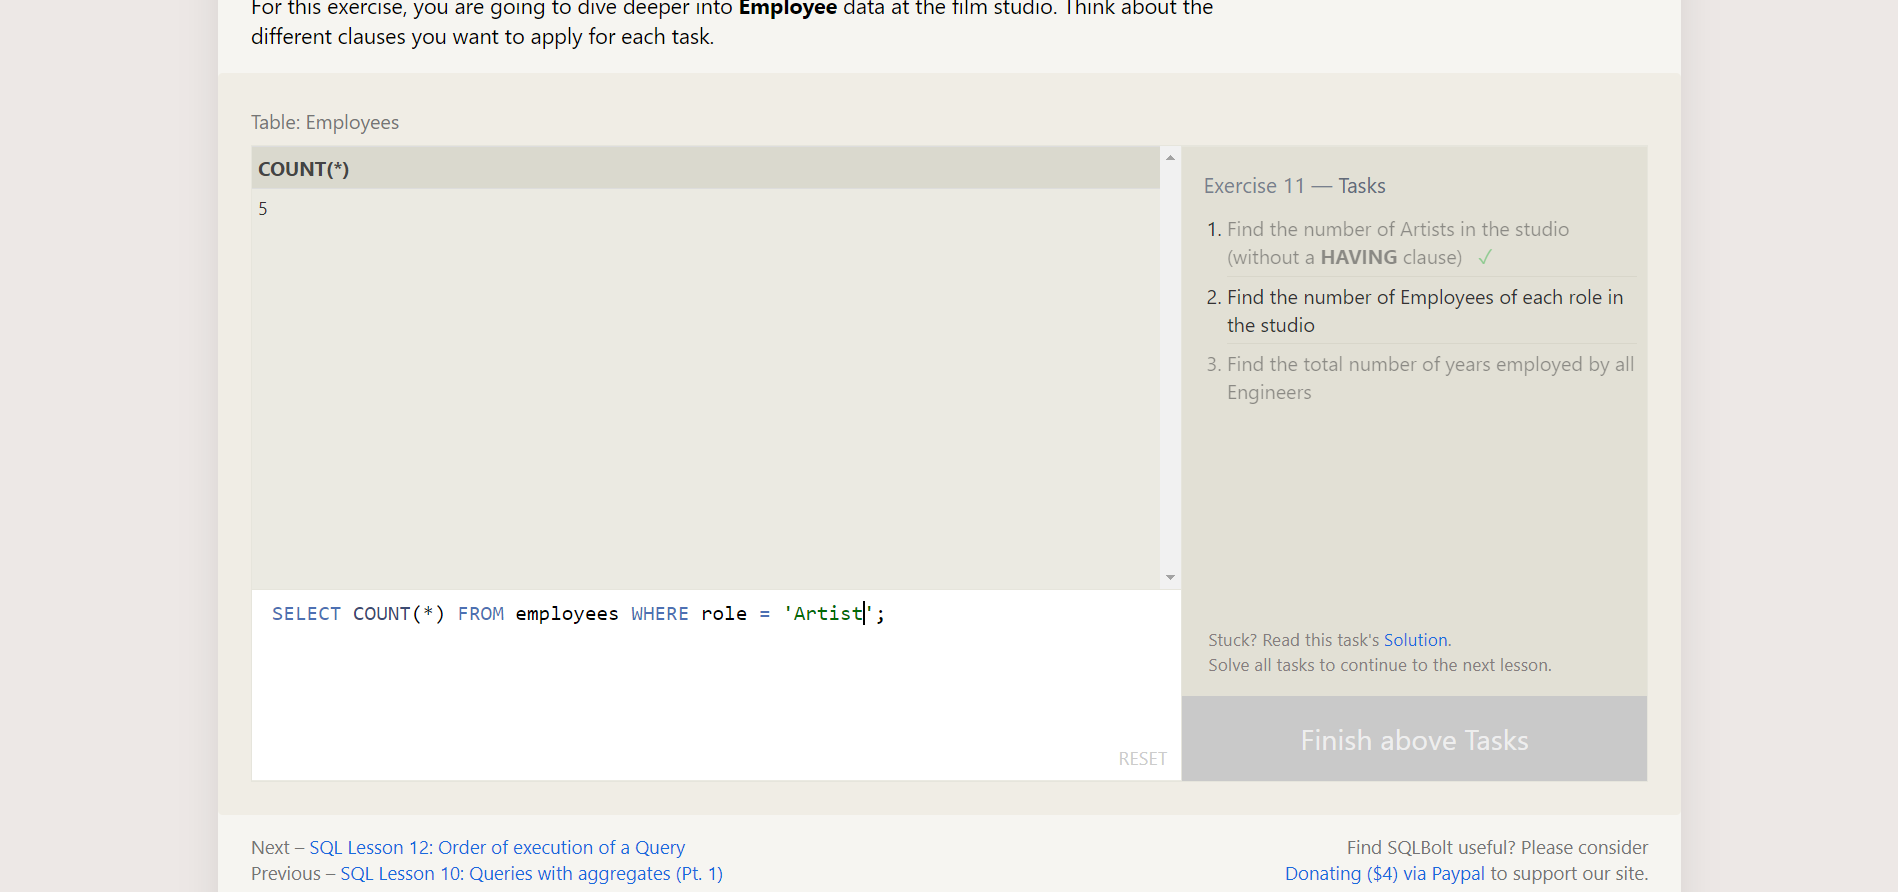 For this exercise, you are going to dive deeper into Employee data at the film studio. Think about the
different clauses you want to apply for each task.
Table: Employees
COUNT(*)
5
SELECT COUNT(*) FROM employees WHERE role = 'Artist';
RESET
Exercise 11 — Tasks
1. Find the number of Artists in the studio
(without a HAVING clause) ✓
2. Find the number of Employees of each role in
the studio
3. Find the total number of years employed by all
Engineers
Stuck? Read this task's Solution.
Solve all tasks to continue to the next lesson.
Finish above Tasks
Next – SQL Lesson 12: Order of execution of a Query
Previous – SQL Lesson 10: Queries with aggregates (Pt. 1)
Find SQLBolt useful? Please consider
Donating ($4) via Paypal to support our site.